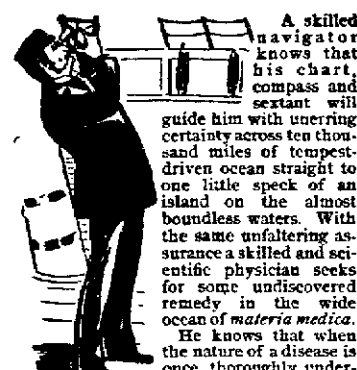 A skilled
navigator
knows that
his chart,
compass and
sextant will
guide him with unerring
certainty across ten thou-
sand miles of tempest-
driven ocean straight to
one little speck of an
island on the almost
boundless waters. With
the same unfaltering as-
surance a skilled and sci-
entific physician seeks
for some undiscovered
remedy in the wide
ocean of materia medica.
He knows that when
the nature of a disease is
once thoroughly under-